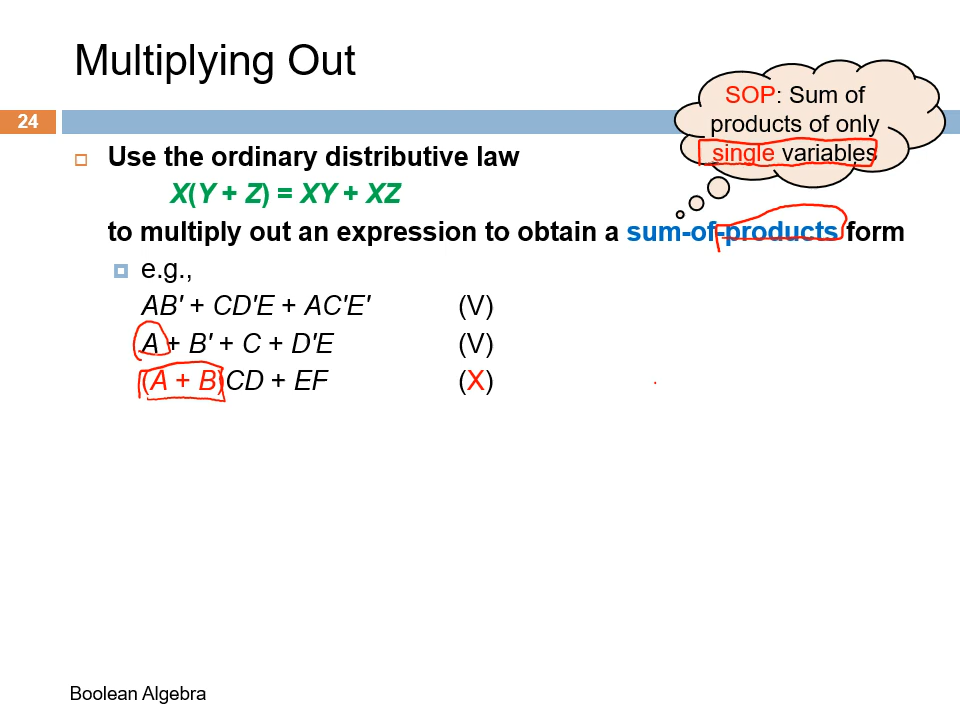 Multiplying Out
24
SOP: Sum of
products of only
single variables
Use the ordinary distributive law
X(Y + Z) = XY + XZ
to multiply out an expression to obtain a sum-of-products form
e.g.,
AB' + CD'E + AC'E' (V)
A + B' + C + D'E (V)
(A + B)CD + EF (X)
Boolean Algebra